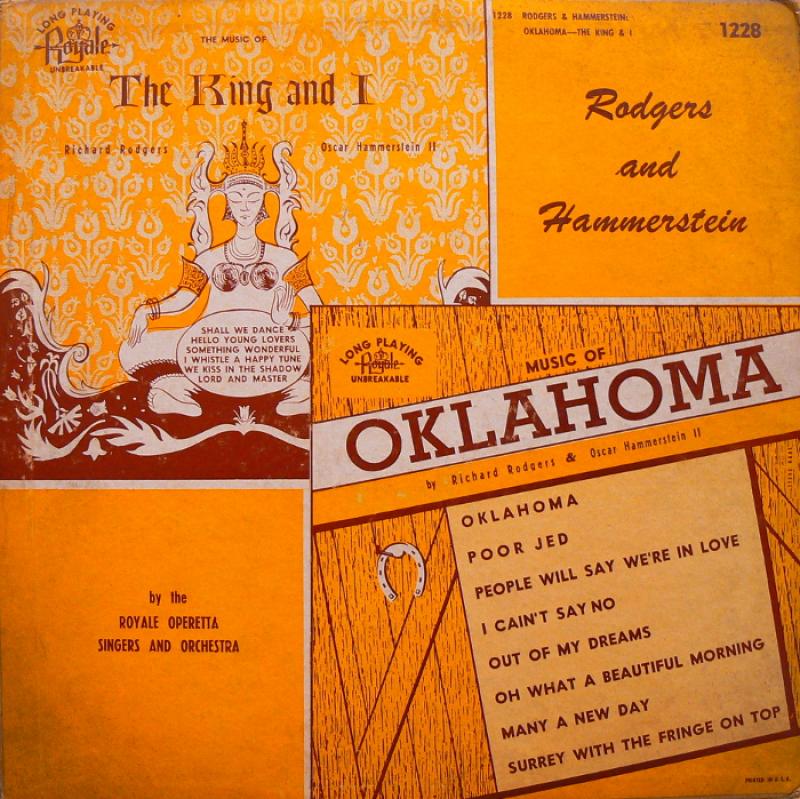 LONG PLAYING
Royale
UNBREAKABLE
THE MUSIC OF
The King and I
Richard Rodgers
Oscar Hammerstein II
SHALL WE DANCE
HELLO YOUNG LOVERS
SOMETHING WONDERFUL
I WHISTLE A HAPPY TUNE
WE KISS IN THE SHADOW
LORD AND MASTER
1228 RODGERS & HAMMERSTEIN:
OKLAHOMA—THE KING & I
1228
Rodgers
and
Hammerstein
LONG PLAYING
Royale
UNBREAKABLE
MUSIC OF
OKLAHOMA
by Richard Rodgers & Oscar Hammerstein II
OKLAHOMA
POOR JED
PEOPLE WILL SAY WE'RE IN LOVE
I CAIN'T SAY NO
OUT OF MY DREAMS
OH WHAT A BEAUTIFUL MORNING
MANY A NEW DAY
SURREY WITH THE FRINGE ON TOP
by the
ROYALE OPERETTA
SINGERS AND ORCHESTRA
PRINTED IN U.S.A.